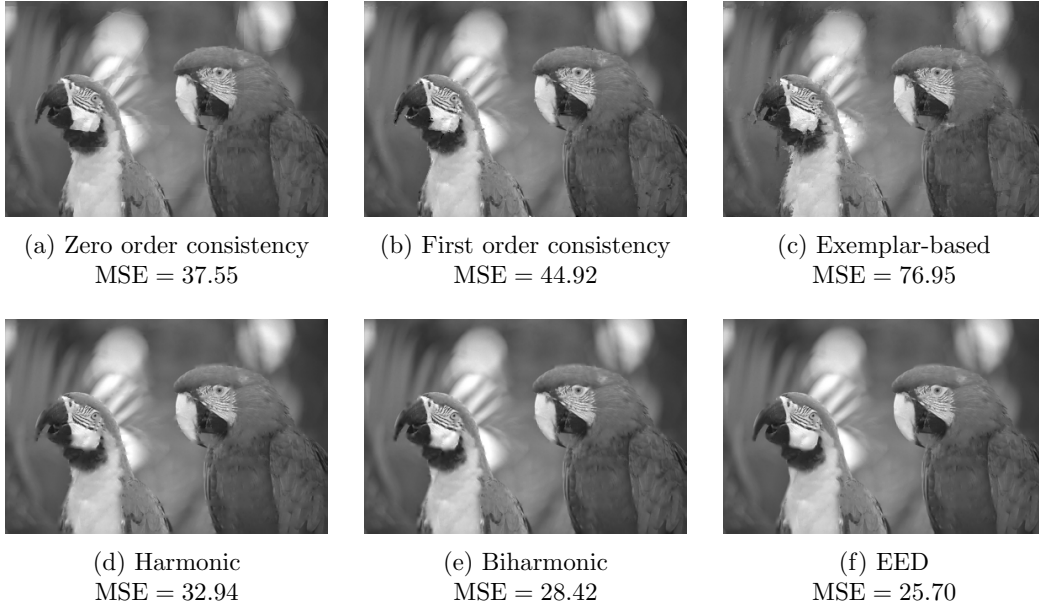 (a) Zero order consistency
MSE = 37.55
(b) First order consistency
MSE = 44.92
(c) Exemplar-based
MSE = 76.95
(d) Harmonic
MSE = 32.94
(e) Biharmonic
MSE = 28.42
(f) EED
MSE = 25.70